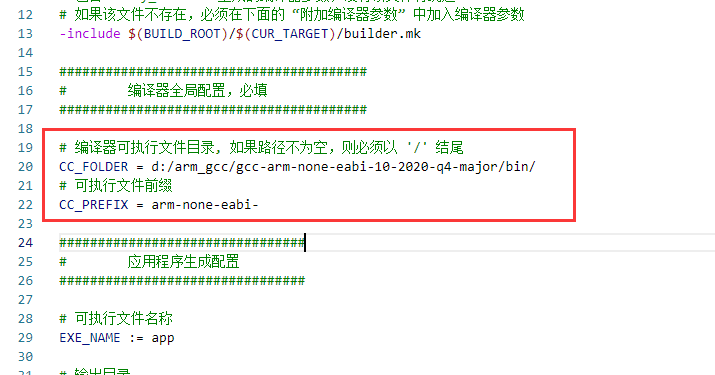 12 # 如果该文件不存在，必须在下面的 “附加编译器参数” 中加入编译器参数
13 -include $(BUILD_ROOT)/$(CUR_TARGET)/builder.mk
14
15 ########################################
16 #        编译器全局配置，必填
17 ########################################
18
19 # 编译器可执行文件目录, 如果路径不为空，则必须以 '/' 结尾
20 CC_FOLDER = d:/arm_gcc/gcc-arm-none-eabi-10-2020-q4-major/bin/
21 # 可执行文件前缀
22 CC_PREFIX = arm-none-eabi-
23
24 ################################
25 #        应用程序生成配置
26 ################################
27
28 # 可执行文件名称
29 EXE_NAME := app
30
31 # 输出目录